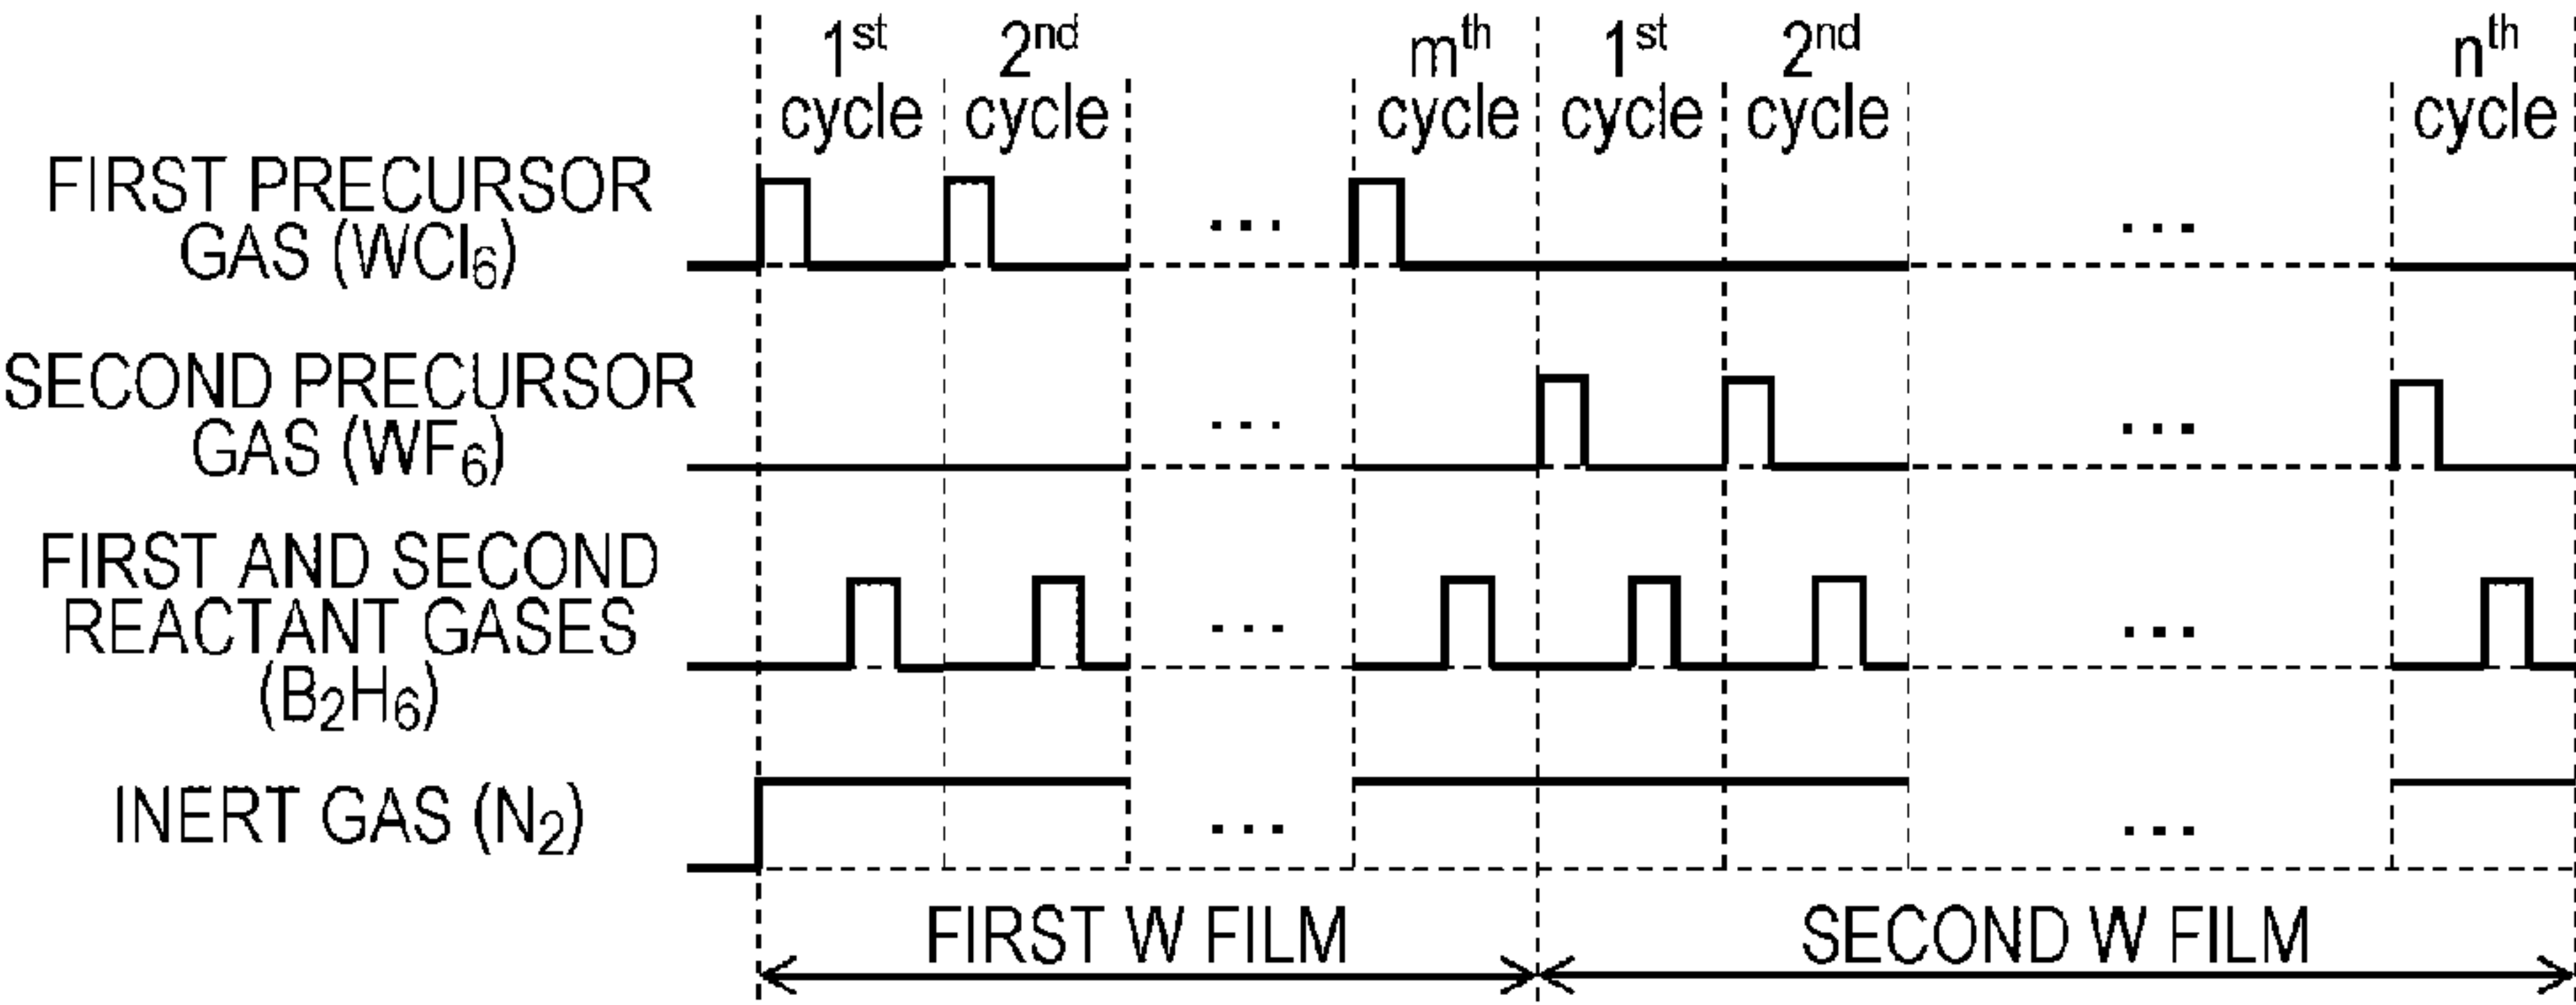 1st cycle 2nd cycle mth cycle 1st cycle 2nd cycle nth cycle
FIRST PRECURSOR
GAS (WCl6)
...
...
SECOND PRECURSOR
GAS (WF6)
...
...
FIRST AND SECOND
REACTANT GASES
(B2H6)
...
...
INERT GAS (N2)
...
...
FIRST W FILM
SECOND W FILM